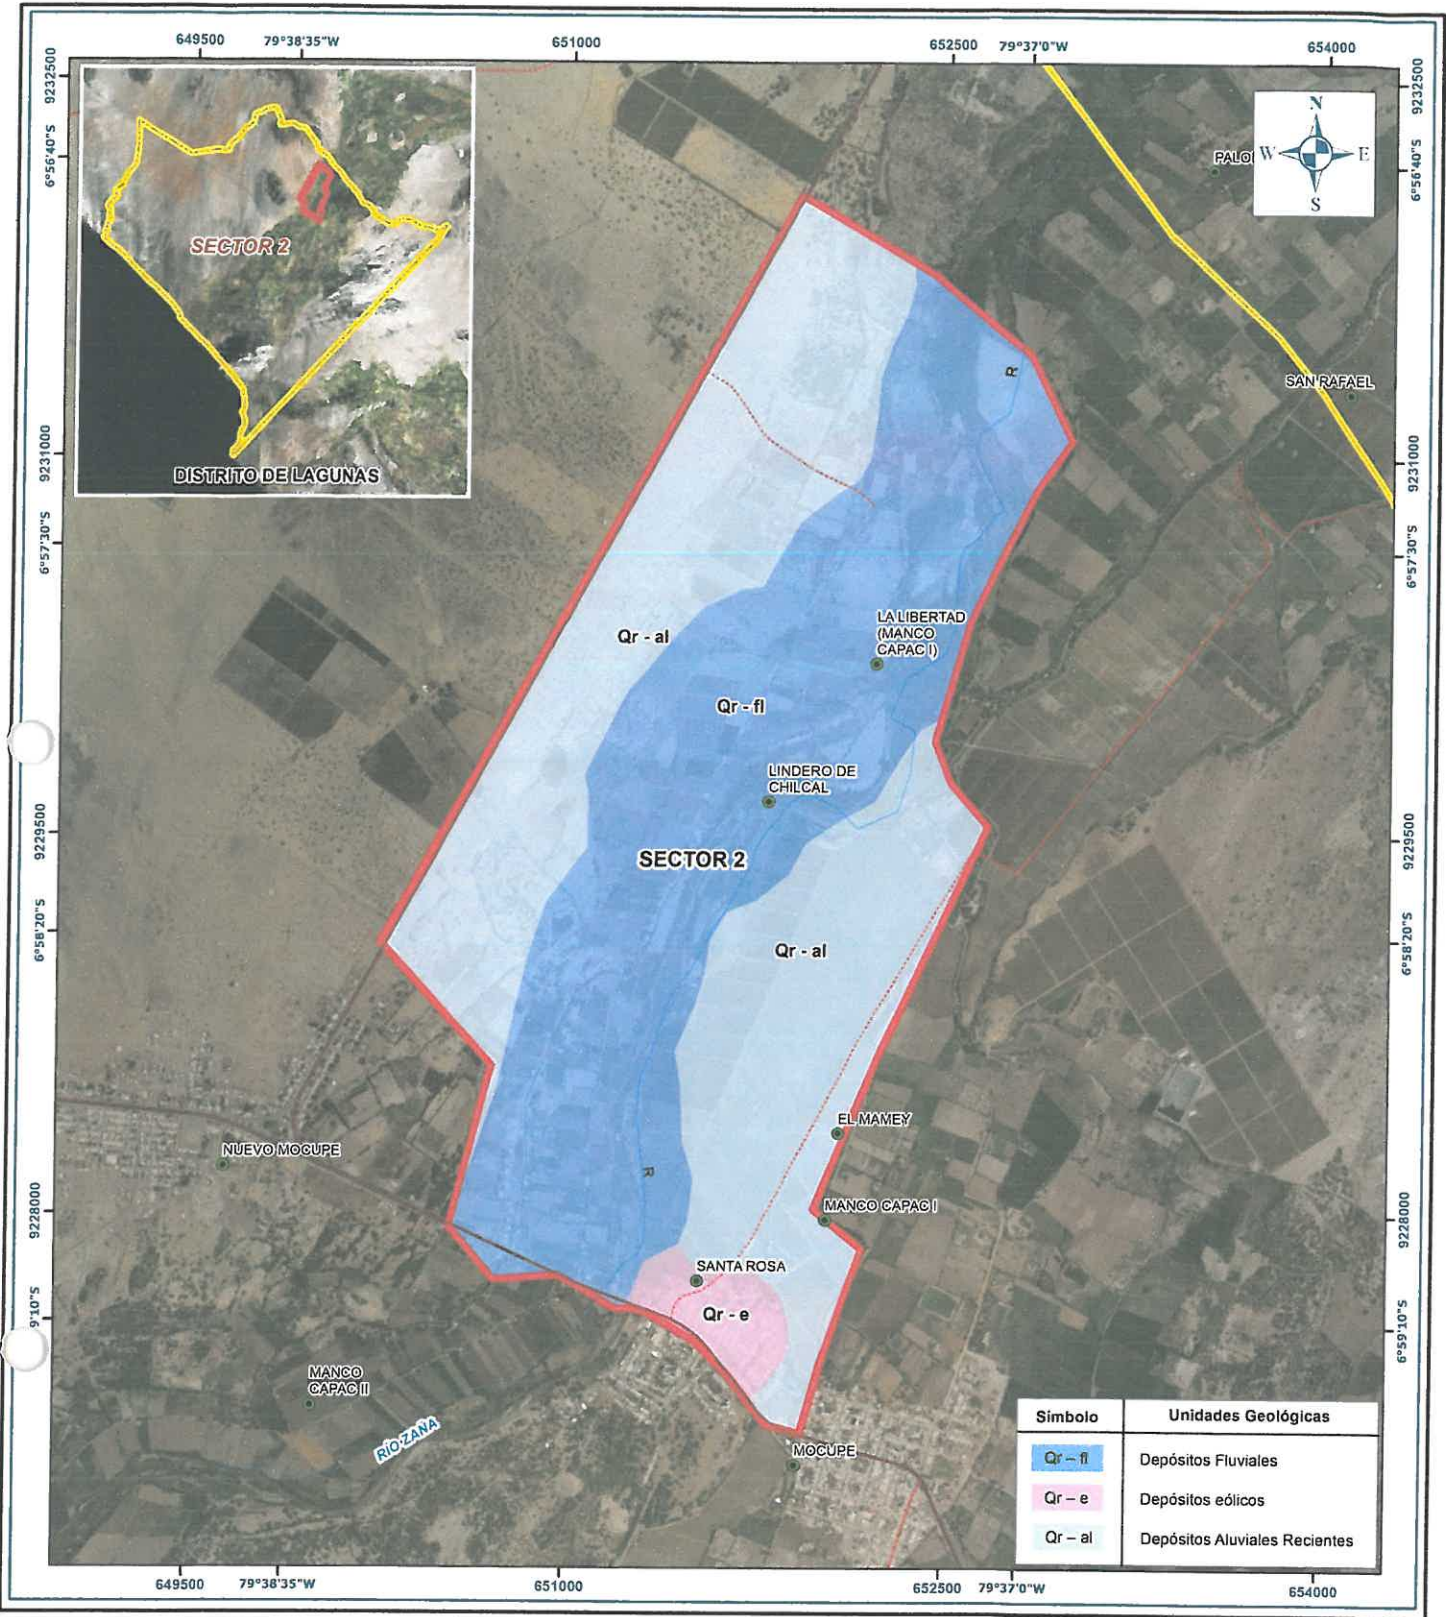 649500
79°38'35"W
651000
652500
79°37'0"W
654000
9232500
6°56'40"S
9231000
6°57'30"S
9229500
6°58'20"S
9228000
9'10"S
9232500
6°56'40"S
9231000
6°57'30"S
9229500
6°58'20"S
9228000
6°59'10"S
SECTOR 2
DISTRITO DE LAGUNAS
N
W
E
S
PALO
SAN RAFAEL
R
Qr - al
LA LIBERTAD
(MANCO
CAPAC I)
Qr - fl
LINDERO DE
CHILCAL
SECTOR 2
Qr - al
EL MAMEY
NUEVO MOCUPE
R
MANCO CAPAC I
SANTA ROSA
Qr - e
MANCO
CAPAC II
RÍO ZAÑA
MOCUPE
Símbolo
Unidades Geológicas
Qr – fl
Depósitos Fluviales
Qr – e
Depósitos eólicos
Qr – al
Depósitos Aluviales Recientes
649500
79°38'35"W
651000
652500
79°37'0"W
654000